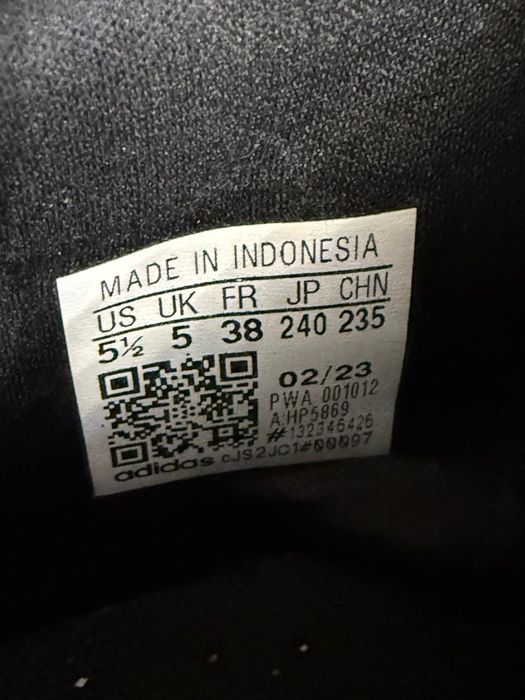 MADE IN INDONESIA
US UK FR JP CHN
5½ 5 38 240 235
02/23
PWA 001012
A:HP5869
#132346426
adidas cJS2JC1#00097